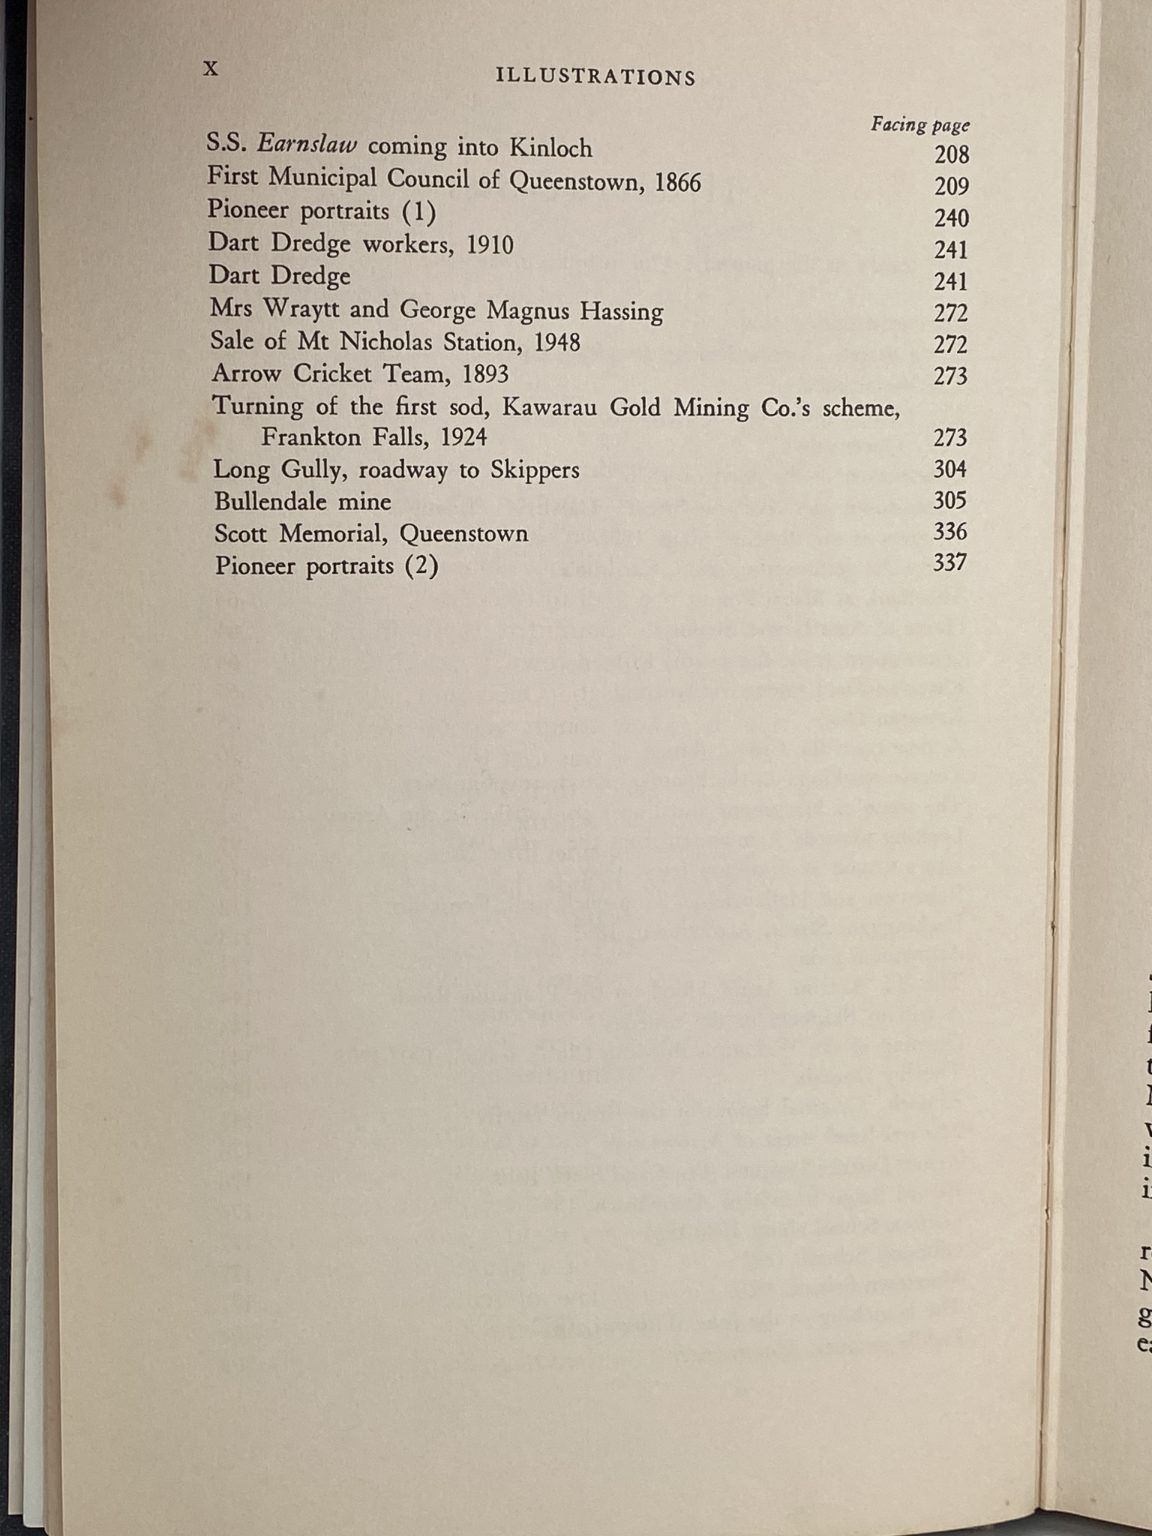 x
ILLUSTRATIONS
Facing page
S.S. Earnslaw coming into Kinloch 208
First Municipal Council of Queenstown, 1866 209
Pioneer portraits (1) 240
Dart Dredge workers, 1910 241
Dart Dredge 241
Mrs Wraytt and George Magnus Hassing 272
Sale of Mt Nicholas Station, 1948 272
Arrow Cricket Team, 1893 273
Turning of the first sod, Kawarau Gold Mining Co.'s scheme,
Frankton Falls, 1924 273
Long Gully, roadway to Skippers 304
Bullendale mine 305
Scott Memorial, Queenstown 336
Pioneer portraits (2) 337